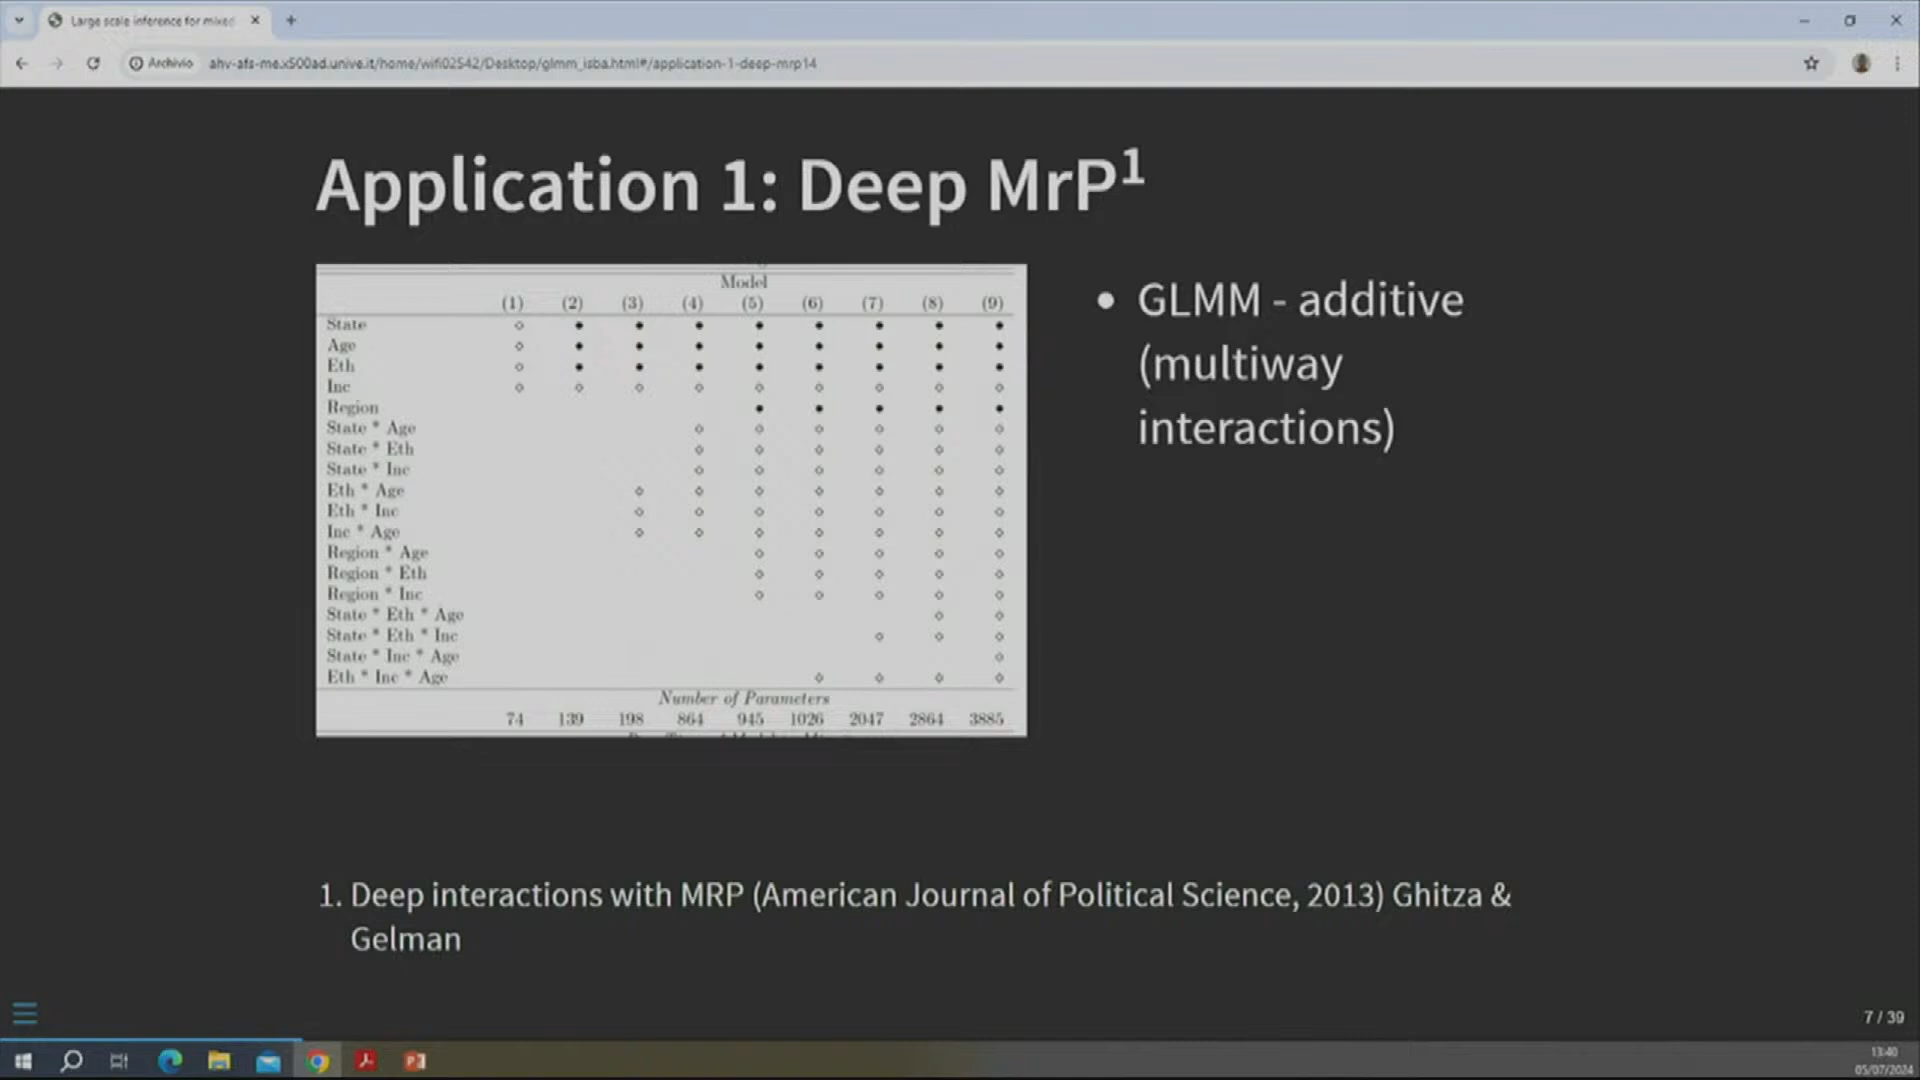 Large scale inference for mixed
Archivio ahv-afs-me.x500ad.unive.it/home/wifi02542/Desktop/glmm_isba.html#/application-1-deep-mrp14
Application 1: Deep MrP1
Model
(1) (2) (3) (4) (5) (6) (7) (8) (9)
State
Age
Eth
Inc
Region
State * Age
State * Eth
State * Inc
Eth * Age
Eth * Inc
Inc * Age
Region * Age
Region * Eth
Region * Inc
State * Eth * Age
State * Eth * Inc
State * Inc * Age
Eth * Inc * Age
Number of Parameters
74 139 198 864 945 1026 2047 2864 3885
• GLMM - additive
(multiway
interactions)
1. Deep interactions with MRP (American Journal of Political Science, 2013) Ghitza &
Gelman
7 / 39
13:40
05/07/2024